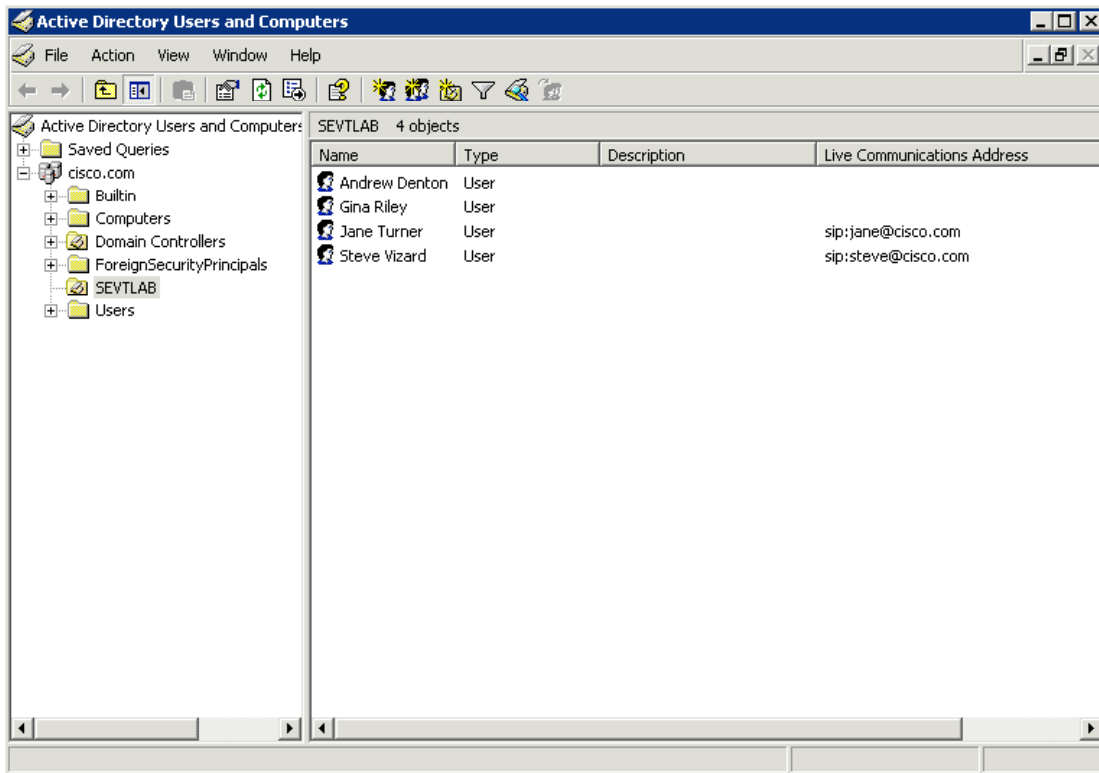 Active Directory Users and Computers
File Action View Window Help
Active Directory Users and Computers
Saved Queries
cisco.com
Builtin
Computers
Domain Controllers
ForeignSecurityPrincipals
SEVTLAB
Users
SEVTLAB 4 objects
Name Type Description Live Communications Address
Andrew Denton User
Gina Riley User
Jane Turner User sip:jane@cisco.com
Steve Vizard User sip:steve@cisco.com